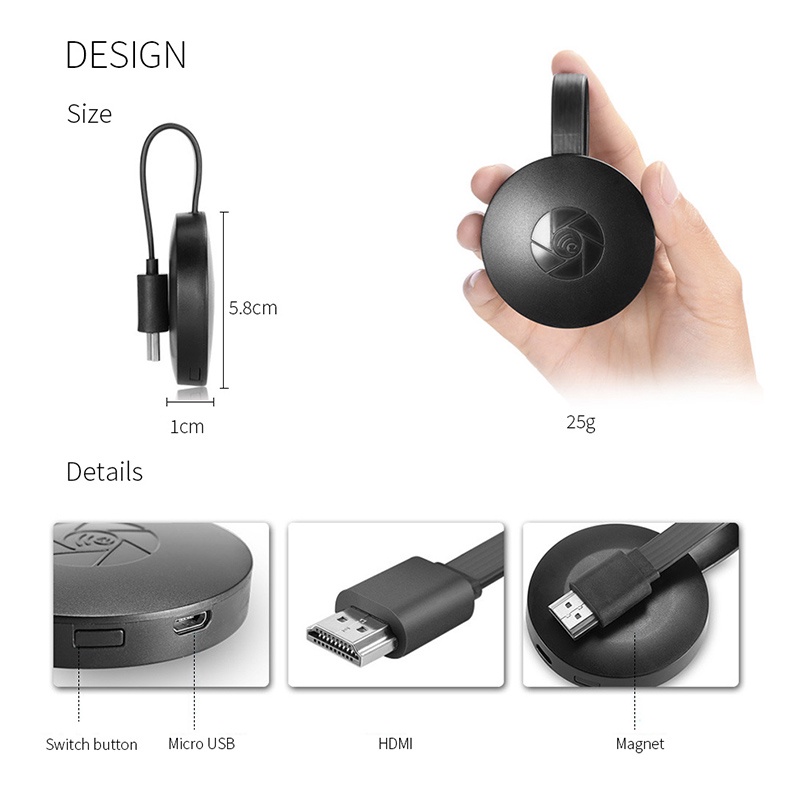 DESIGN
Size
5.8cm
1cm
25g
Details
Switch button
Micro USB
HDMI
Magnet